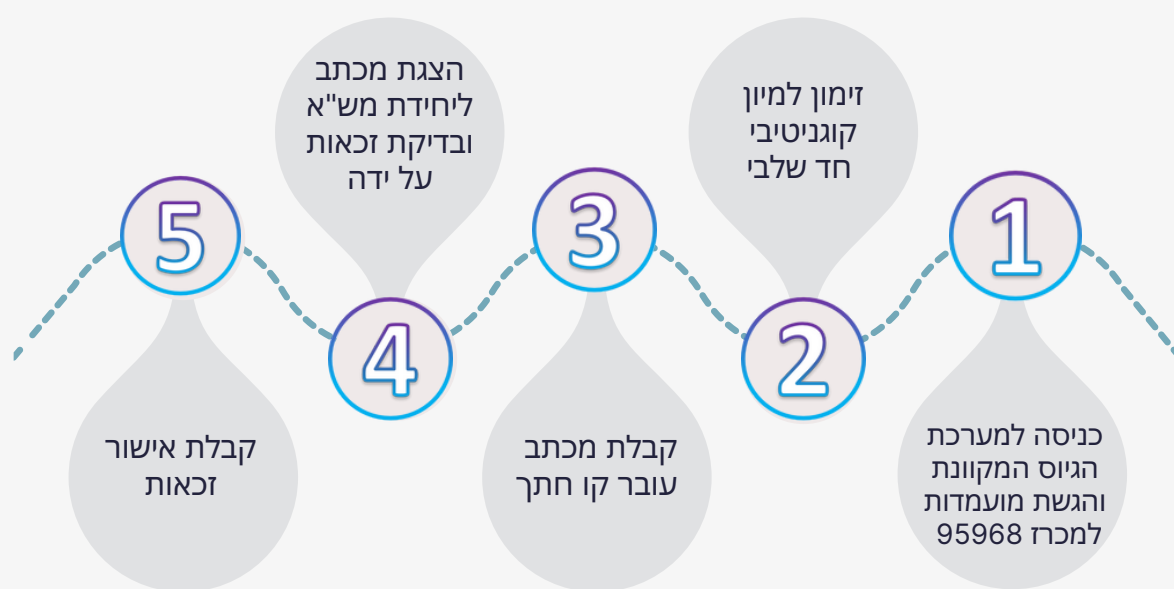 1
כניסה למערכת
הגיוס המקוונת
והגשת מועמדות
למכרז 95968
2
זימון למיון
קוגניטיבי
חד שלבי
3
קבלת מכתב
עובר קו חתך
4
הצגת מכתב
ליחידת מש"א
ובדיקת זכאות
על ידה
5
קבלת אישור
זכאות